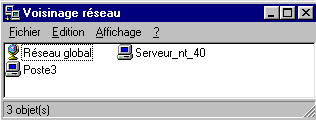 Voisinage réseau
Fichier Edition Affichage ?
Réseau global Serveur_nt_40
Poste3
3 objet(s)